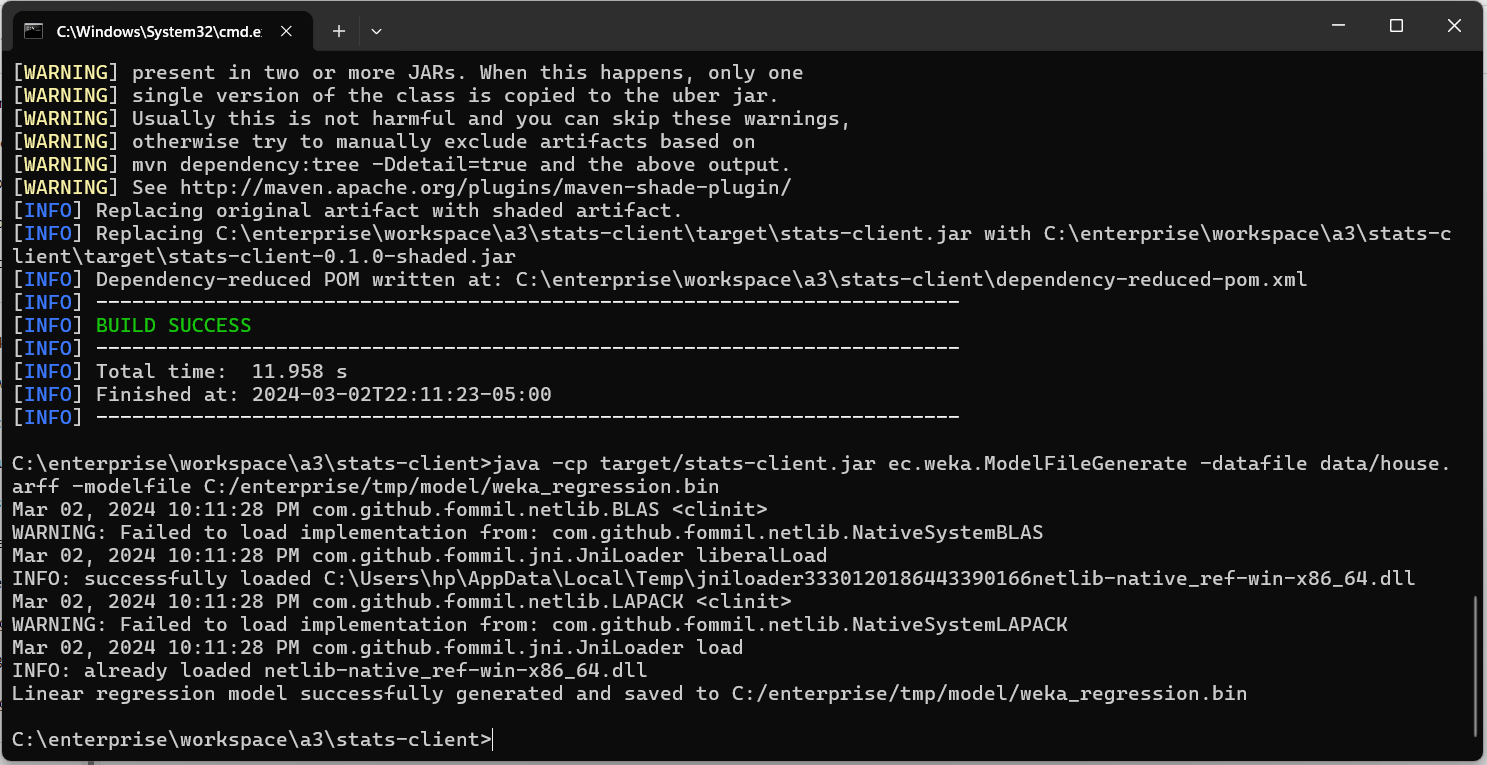 C:\Windows\System32\cmd.e
[WARNING] present in two or more JARs. When this happens, only one
[WARNING] single version of the class is copied to the uber jar.
[WARNING] Usually this is not harmful and you can skip these warnings,
[WARNING] otherwise try to manually exclude artifacts based on
[WARNING] mvn dependency:tree -Ddetail=true and the above output.
[WARNING] See http://maven.apache.org/plugins/maven-shade-plugin/
[INFO] Replacing original artifact with shaded artifact.
[INFO] Replacing C:\enterprise\workspace\a3\stats-client\target\stats-client.jar with C:\enterprise\workspace\a3\stats-c
lient\target\stats-client-0.1.0-shaded.jar
[INFO] Dependency-reduced POM written at: C:\enterprise\workspace\a3\stats-client\dependency-reduced-pom.xml
[INFO] ------------------------------------------------------------------------
[INFO] BUILD SUCCESS
[INFO] ------------------------------------------------------------------------
[INFO] Total time:  11.958 s
[INFO] Finished at: 2024-03-02T22:11:23-05:00
[INFO] ------------------------------------------------------------------------
C:\enterprise\workspace\a3\stats-client>java -cp target/stats-client.jar ec.weka.ModelFileGenerate -datafile data/house.
arff -modelfile C:/enterprise/tmp/model/weka_regression.bin
Mar 02, 2024 10:11:28 PM com.github.fommil.netlib.BLAS <clinit>
WARNING: Failed to load implementation from: com.github.fommil.netlib.NativeSystemBLAS
Mar 02, 2024 10:11:28 PM com.github.fommil.jni.JniLoader liberalLoad
INFO: successfully loaded C:\Users\hp\AppData\Local\Temp\jniloader3330120186443390166netlib-native_ref-win-x86_64.dll
Mar 02, 2024 10:11:28 PM com.github.fommil.netlib.LAPACK <clinit>
WARNING: Failed to load implementation from: com.github.fommil.netlib.NativeSystemLAPACK
Mar 02, 2024 10:11:28 PM com.github.fommil.jni.JniLoader load
INFO: already loaded netlib-native_ref-win-x86_64.dll
Linear regression model successfully generated and saved to C:/enterprise/tmp/model/weka_regression.bin
C:\enterprise\workspace\a3\stats-client>